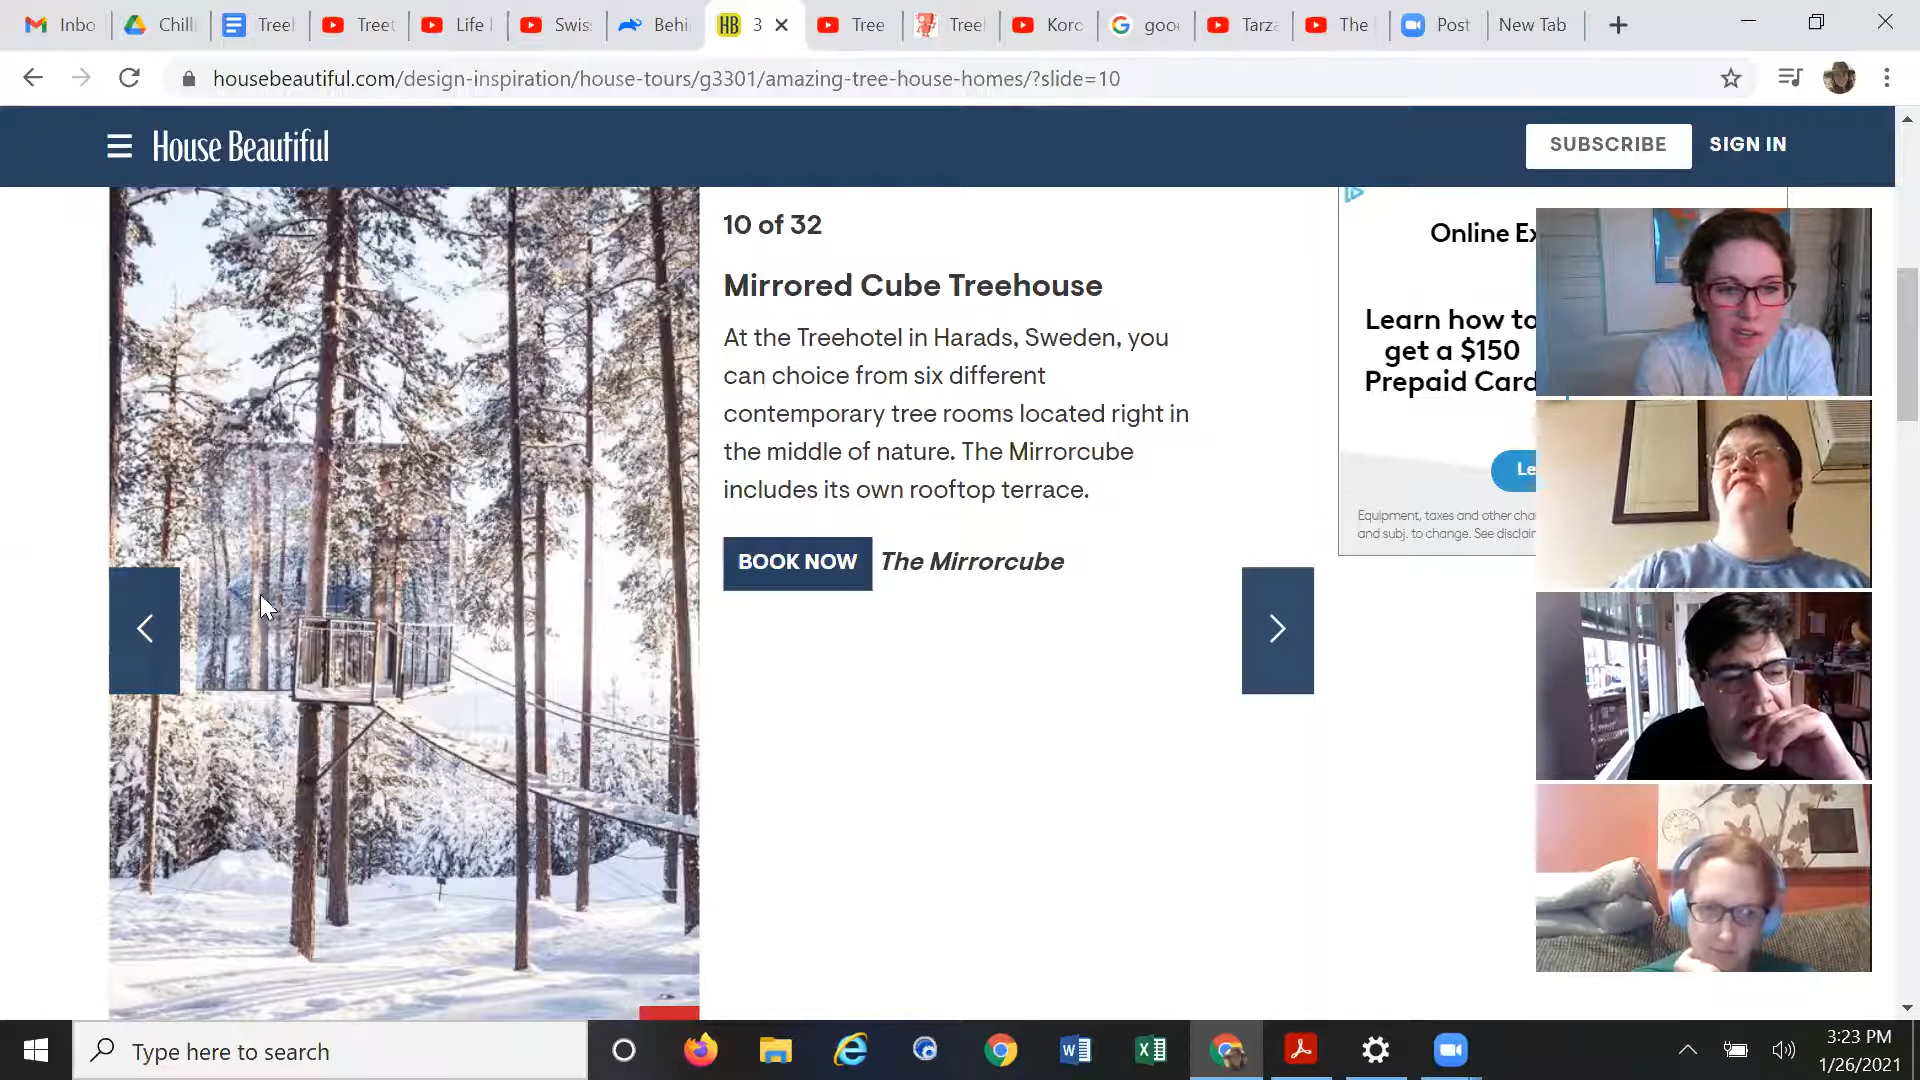 Inbo
Chill
Treel
Treet
Life
Swis
Behi
HB
3
Tree
Treel
Korc
goo
Tarza
The
Post
New Tab
housebeautiful.com/design-inspiration/house-tours/g3301/amazing-tree-house-homes/?slide=10
House Beautiful
SUBSCRIBE
SIGN IN
10 of 32
Mirrored Cube Treehouse
At the Treehotel in Harads, Sweden, you
can choice from six different
contemporary tree rooms located right in
the middle of nature. The Mirrorcube
includes its own rooftop terrace.
BOOK NOW The Mirrorcube
Online Ex
Learn how to
get a $150
Prepaid Card
Le
Equipment, taxes and other cha
and subj. to change. See disclain
Type here to search
3:23 PM
1/26/2021